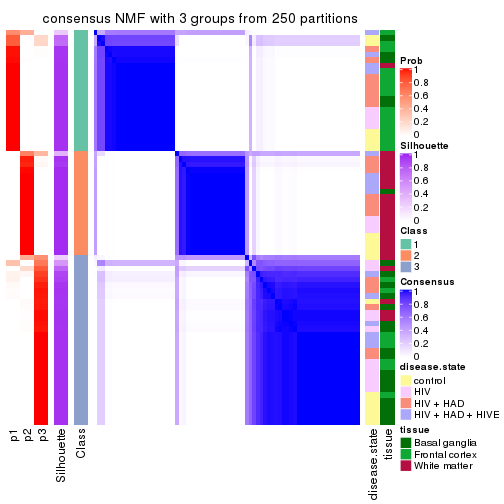 consensus NMF with 3 groups from 250 partitions
p1
p2
p3
Silhouette
Class
disease.state
tissue
Prob
1
0.8
0.6
0.4
0.2
0
Silhouette
1
0.8
0.6
0.4
0.2
0
Class
1
2
3
Consensus
1
0.8
0.6
0.4
0.2
0
disease.state
control
HIV
HIV + HAD
HIV + HAD + HIVE
tissue
Basal ganglia
Frontal cortex
White matter